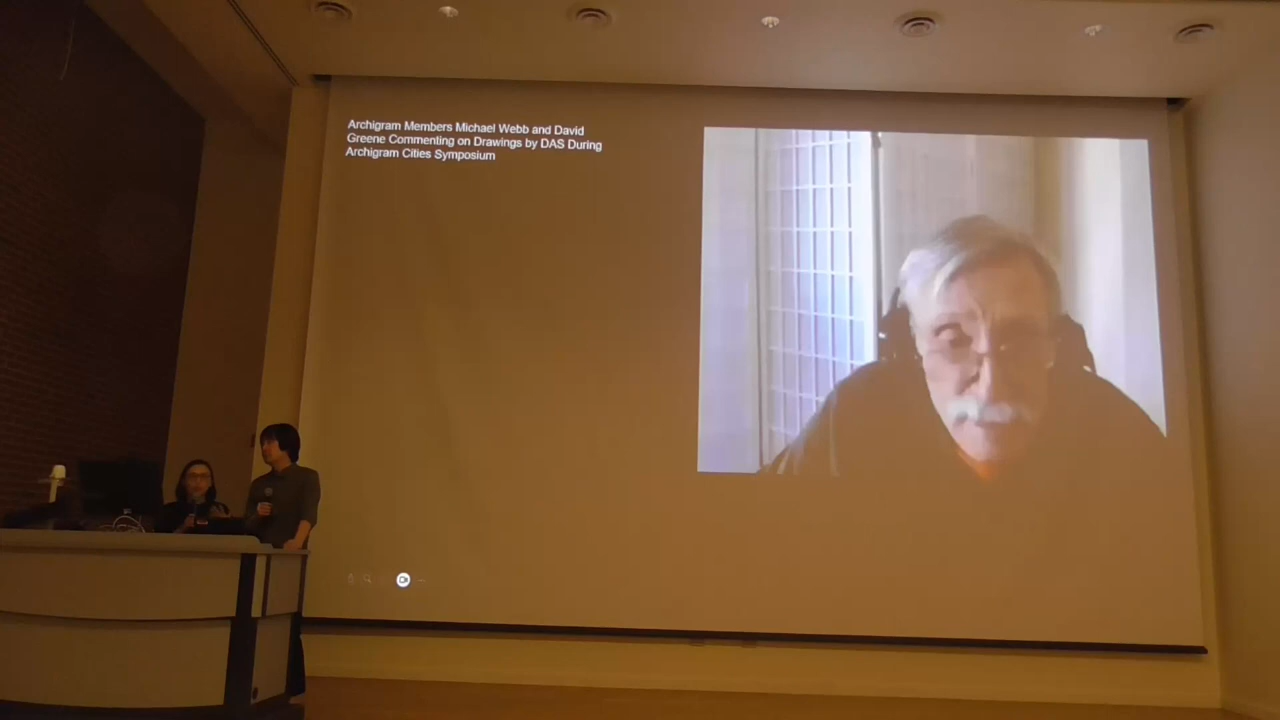 Archigram Members Michael Webb and David
Greene Commenting on Drawings by DAS During
Archigram Cities Symposium